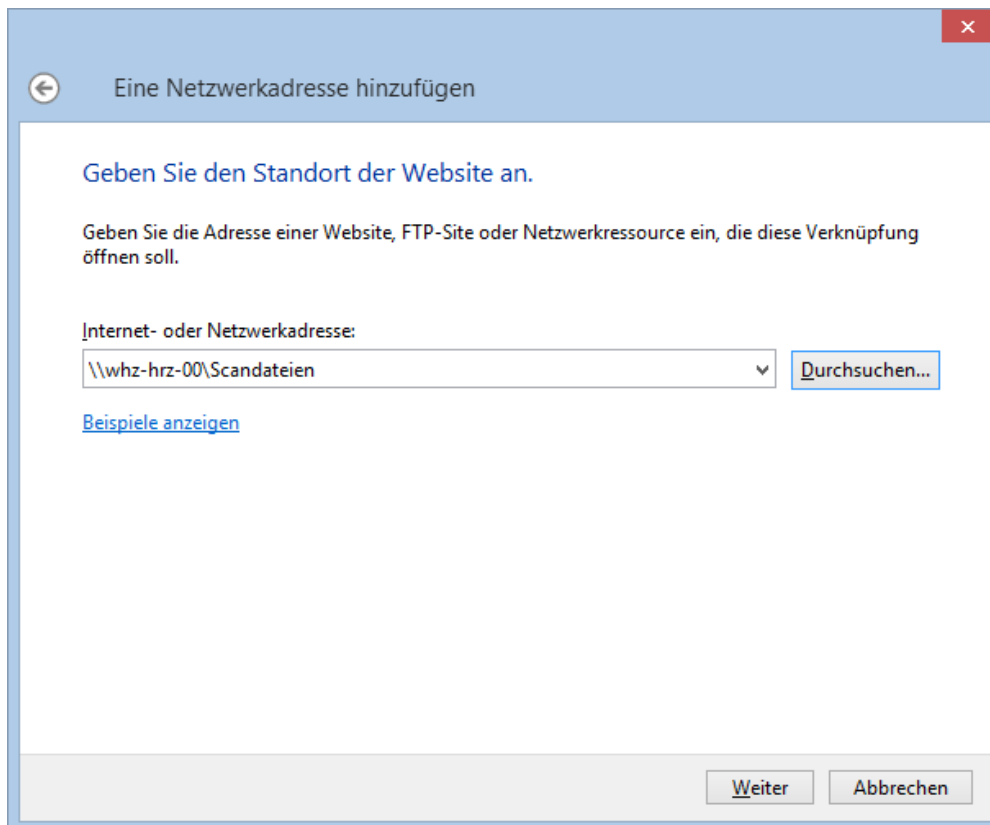 Eine Netzwerkadresse hinzufügen
Geben Sie den Standort der Website an.
Geben Sie die Adresse einer Website, FTP-Site oder Netzwerkressource ein, die diese Verknüpfung
öffnen soll.
Internet- oder Netzwerkadresse:
\\whz-hrz-00\Scandateien
Durchsuchen...
Beispiele anzeigen
Weiter
Abbrechen